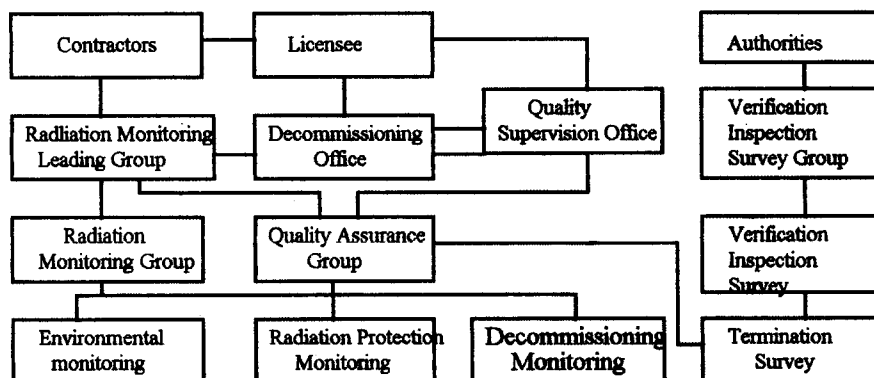 Contractors
Licensee
Authorities
Radliation Monitoring
Leading Group
Decommissioning
Office
Quality
Supervision Office
Verification
Inspection
Survey Group
Radiation
Monitoring Group
Quality Assurance
Group
Verification
Inspection
Survey
Environmental
monitoring
Radiation Protection
Monitoring
Decommissioning
Monitoring
Termination
Survey